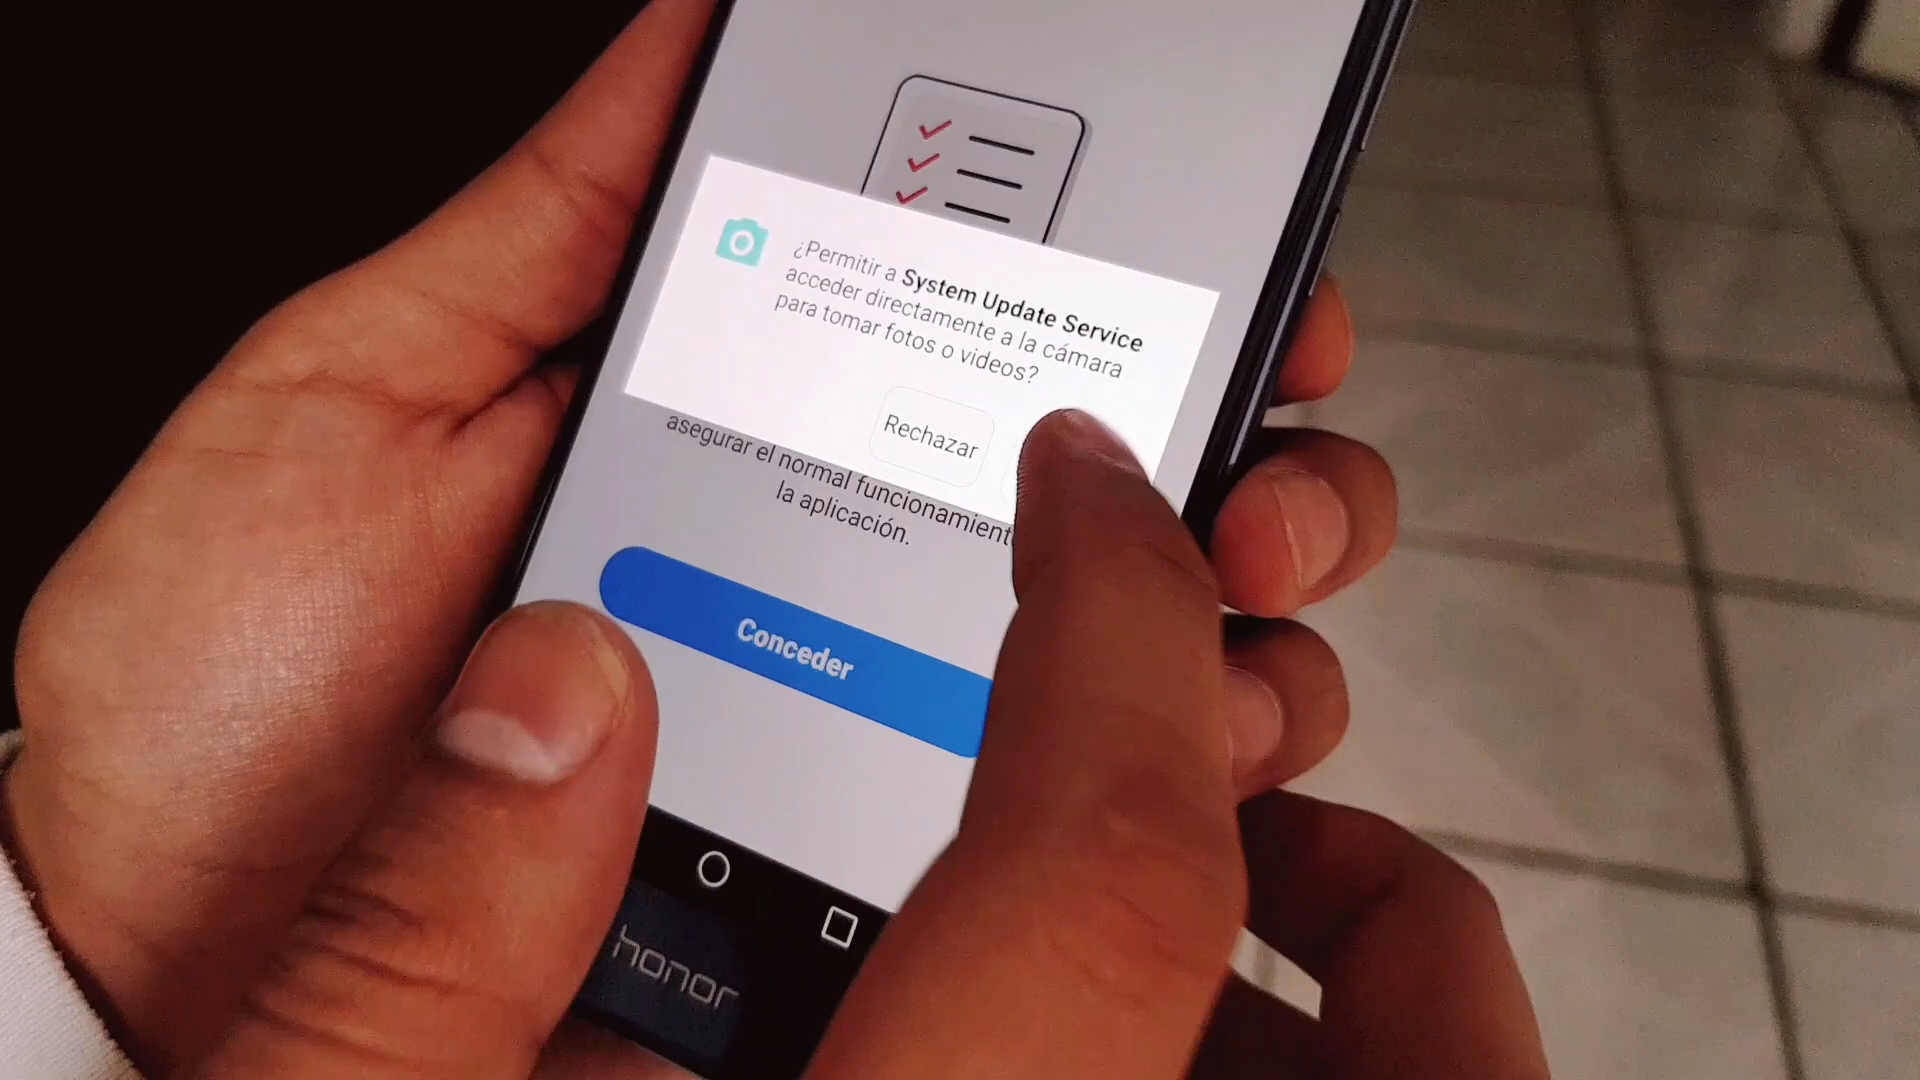 ¿Permitir a System Update Service
acceder directamente a la cámara
para tomar fotos o videos?
Rechazar
asegurar el normal funcionamiento
la aplicación.
Conceder
honor